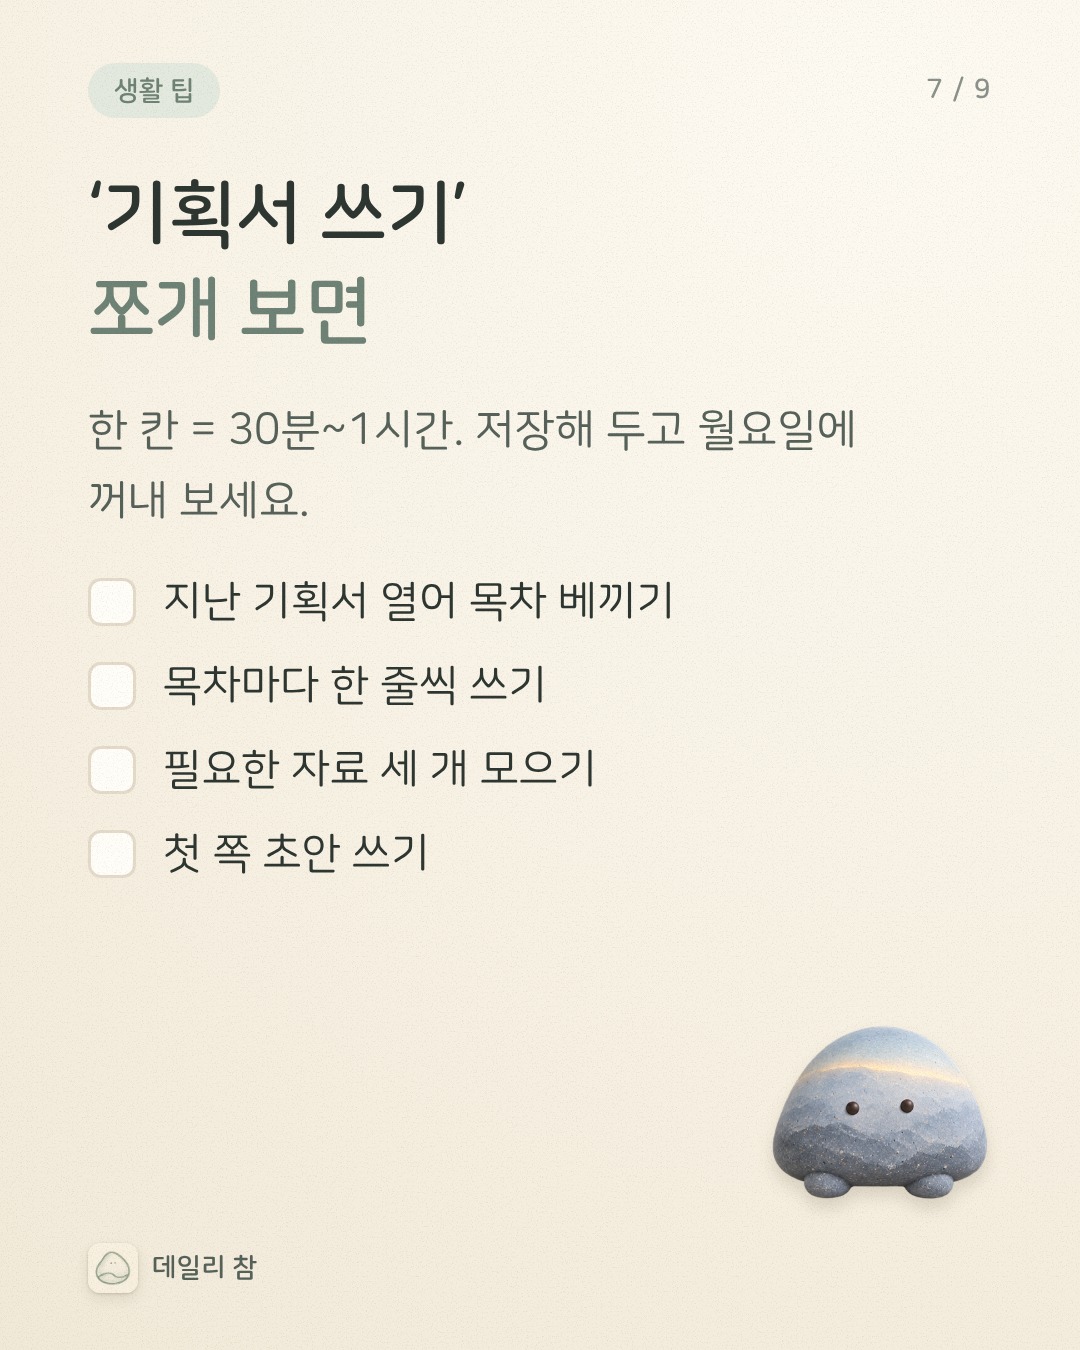 생활 팁
7 / 9
‘기획서 쓰기’
쪼개 보면
한 칸 = 30분~1시간. 저장해 두고 월요일에
꺼내 보세요.
지난 기획서 열어 목차 베끼기
목차마다 한 줄씩 쓰기
필요한 자료 세 개 모으기
첫 쪽 초안 쓰기
데일리 참